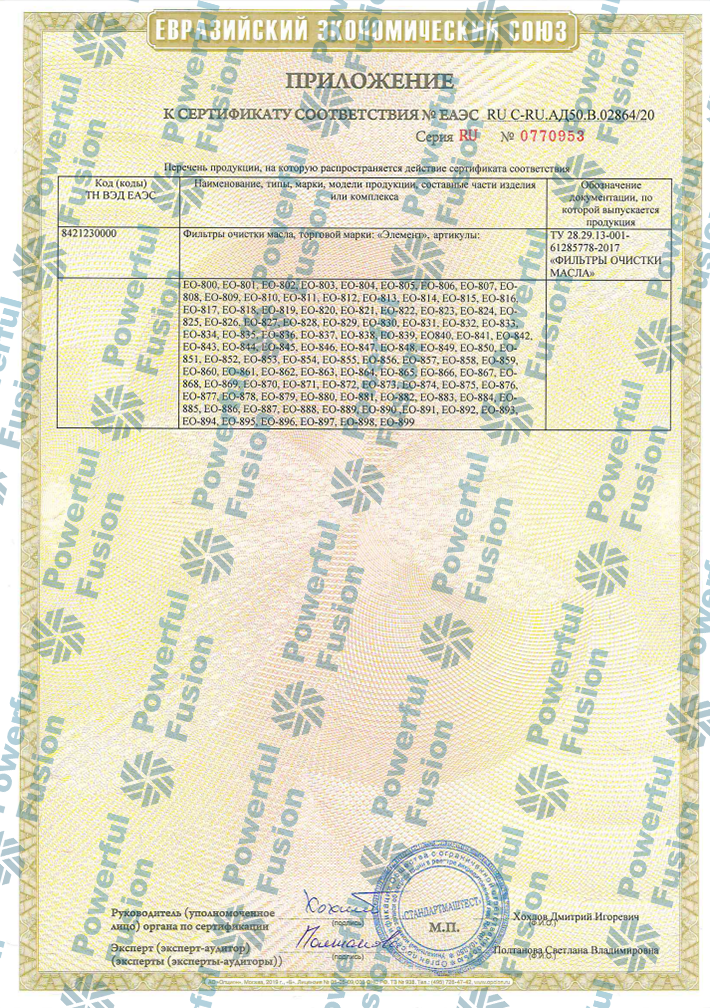 ЕВРАЗИЙСКИЙ ЭКОНОМИЧЕСКИЙ СОЮЗ
ПРИЛОЖЕНИЕ
К СЕРТИФИКАТУ СООТВЕТСТВИЯ № ЕАЭС RU С-RU.АД50.В.02864/20
Серия RU № 0770953
Перечень продукции, на которую распространяется действие сертификата соответствия
Код (коды)
ТН ВЭД ЕАЭС
Наименование, типы, марки, модели продукции, составные части изделия
или комплекса
Обозначение
документации, по
которой выпускается
продукция
8421230000
Фильтры очистки масла, торговой марки: «Элемент», артикулы:
ТУ 28.29.13-001-
61285778-2017
«ФИЛЬТРЫ ОЧИСТКИ
МАСЛА»
ЕО-800, ЕО-801, ЕО-802, ЕО-803, ЕО-804, ЕО-805, ЕО-806, ЕО-807, ЕО-
808, ЕО-809, ЕО-810, ЕО-811, ЕО-812, ЕО-813, ЕО-814, ЕО-815, ЕО-816,
ЕО-817, ЕО-818, ЕО-819, ЕО-820, ЕО-821, ЕО-822, ЕО-823, ЕО-824, ЕО-
825, ЕО-826, ЕО-827, ЕО-828, ЕО-829, ЕО-830, ЕО-831, ЕО-832, ЕО-833,
ЕО-834, ЕО-835, ЕО-836, ЕО-837, ЕО-838, ЕО-839, ЕО840, ЕО-841, ЕО-842,
ЕО-843, ЕО-844, ЕО-845, ЕО-846, ЕО-847, ЕО-848, ЕО-849, ЕО-850, ЕО-
851, ЕО-852, ЕО-853, ЕО-854, ЕО-855, ЕО-856, ЕО-857, ЕО-858, ЕО-859,
ЕО-860, ЕО-861, ЕО-862, ЕО-863, ЕО-864, ЕО-865, ЕО-866, ЕО-867, ЕО-
868, ЕО-869, ЕО-870, ЕО-871, ЕО-872, ЕО-873, ЕО-874, ЕО-875, ЕО-876,
ЕО-877, ЕО-878, ЕО-879, ЕО-880, ЕО-881, ЕО-882, ЕО-883, ЕО-884, ЕО-
885, ЕО-886, ЕО-887, ЕО-888, ЕО-889, ЕО-890, ЕО-891, ЕО-892, ЕО-893,
ЕО-894, ЕО-895, ЕО-896, ЕО-897, ЕО-898, ЕО-899
Powerful
Fusion
Руководитель (уполномоченное
лицо) органа по сертификации
(подпись)
Хохлов Дмитрий Игоревич
(Ф.И.О.)
«СТАНДАРТМАШТЕСТ»
М.П.
Эксперт (эксперт-аудитор)
(эксперты (эксперты-аудиторы))
(подпись)
Полтанова Светлана Владимировна
(Ф.И.О.)